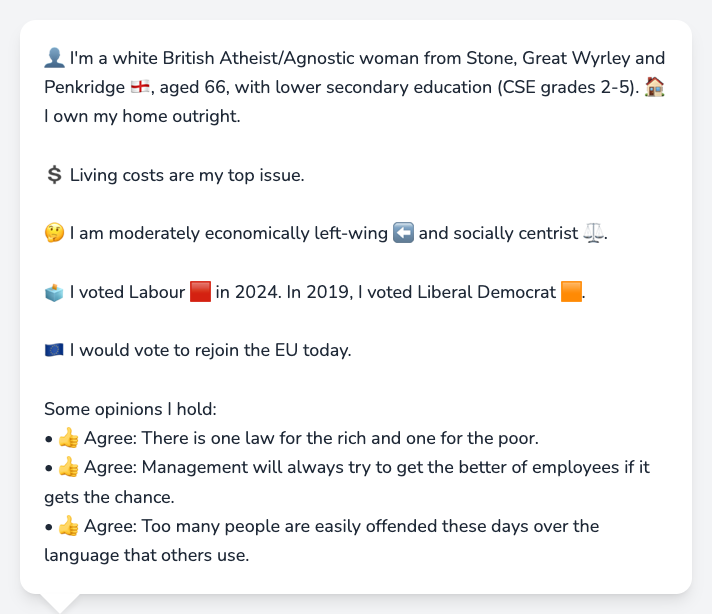 👤 I'm a white British Atheist/Agnostic woman from Stone, Great Wyrley and
Penkridge 🏴󠁧󠁢󠁥󠁮󠁧󠁿, aged 66, with lower secondary education (CSE grades 2-5). 🏠
I own my home outright.
💲 Living costs are my top issue.
🤔 I am moderately economically left-wing ⬅️ and socially centrist ⚖️.
🗳️ I voted Labour 🟥 in 2024. In 2019, I voted Liberal Democrat 🟧.
🇪🇺 I would vote to rejoin the EU today.
Some opinions I hold:
• 👍 Agree: There is one law for the rich and one for the poor.
• 👍 Agree: Management will always try to get the better of employees if it
gets the chance.
• 👍 Agree: Too many people are easily offended these days over the
language that others use.